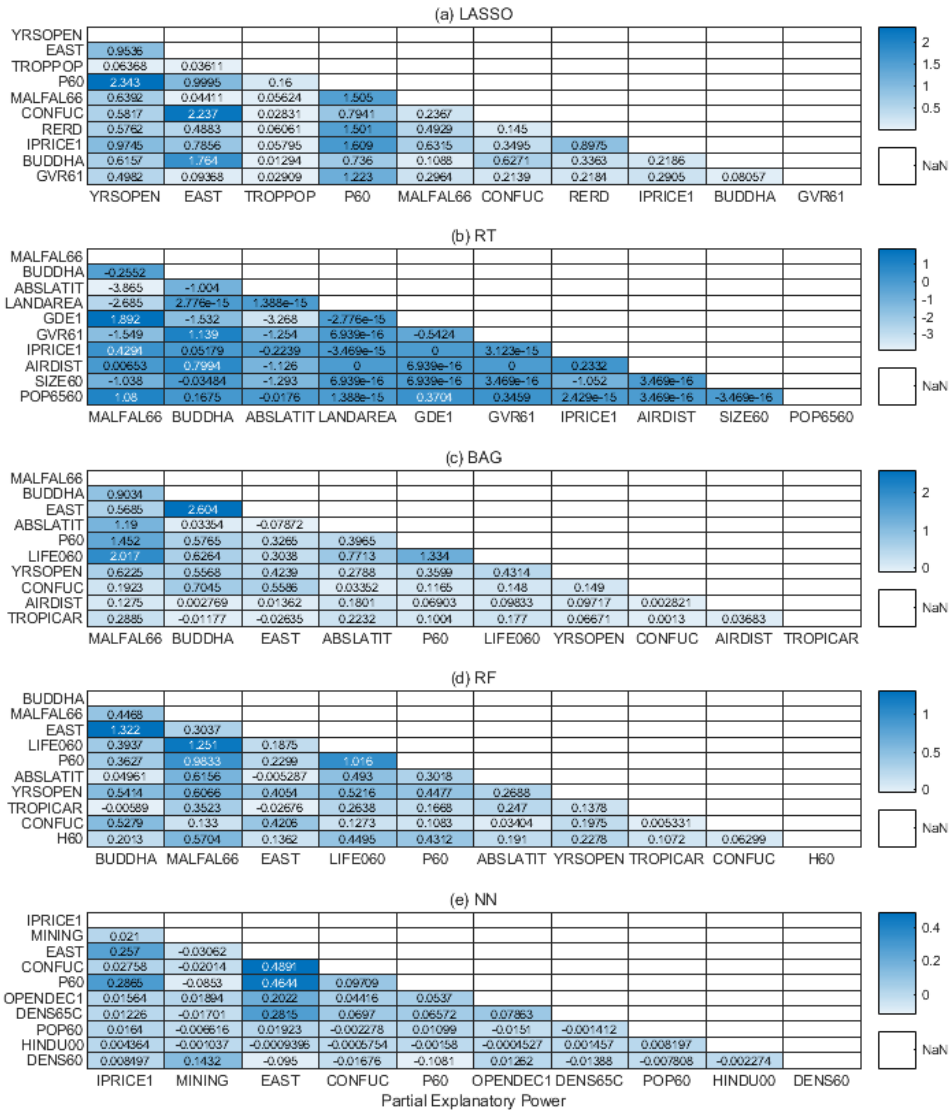 (a) LASSO
YRSOPEN
EAST 0.9536
TROPPOP 0.06368 0.03611
P60 2.343 0.9995 0.16
MALFAL66 0.6392 0.04411 0.05624 1.505
CONFUC 0.5817 2.237 0.02831 0.7941 0.2367
RERD 0.5762 0.4883 0.06061 1.501 0.4929 0.145
IPRICE1 0.9745 0.7856 0.05795 1.609 0.6315 0.3495 0.8975
BUDDHA 0.6157 1.764 0.01294 0.736 0.1088 0.6271 0.3363 0.2186
GVR61 0.4982 0.09368 0.02909 1.223 0.2964 0.2139 0.2184 0.2905 0.08057
YRSOPEN EAST TROPPOP P60 MALFAL66 CONFUC RERD IPRICE1 BUDDHA GVR61
2
1.5
1
0.5
NaN
(b) RT
MALFAL66
BUDDHA -0.2552
ABSLATIT -3.865 -1.004
LANDAREA -2.685 2.776e-15 1.388e-15
GDE1 1.892 -1.532 -3.268 -2.776e-15
GVR61 -1.549 1.139 -1.254 6.939e-16 -0.5424
IPRICE1 0.4294 0.05179 -0.2239 -3.469e-15 0 3.123e-15
AIRDIST 0.00653 0.7994 -1.126 0 6.939e-16 0 0.2332
SIZE60 -1.038 -0.03484 -1.293 6.939e-16 6.939e-16 3.469e-16 -1.052 3.469e-16
POP6560 1.08 0.1675 -0.0176 1.388e-15 0.3704 0.3459 2.429e-15 3.469e-16 -3.469e-16
MALFAL66 BUDDHA ABSLATIT LANDAREA GDE1 GVR61 IPRICE1 AIRDIST SIZE60 POP6560
1
0
-1
-2
-3
NaN
(c) BAG
MALFAL66
BUDDHA 0.9034
EAST 0.5685 2.604
ABSLATIT 1.19 0.03354 -0.07872
P60 1.452 0.5765 0.3265 0.3965
LIFE060 2.017 0.6264 0.3038 0.7713 1.334
YRSOPEN 0.6225 0.5568 0.4239 0.2788 0.3599 0.4314
CONFUC 0.1923 0.7045 0.5586 0.03352 0.1165 0.148 0.149
AIRDIST 0.1275 0.002769 0.01362 0.1801 0.06903 0.09833 0.09717 0.002821
TROPICAR 0.2885 -0.01177 -0.02635 0.2232 0.1004 0.177 0.06671 0.0013 0.03683
MALFAL66 BUDDHA EAST ABSLATIT P60 LIFE060 YRSOPEN CONFUC AIRDIST TROPICAR
2
1
0
NaN
(d) RF
BUDDHA
MALFAL66 0.4468
EAST 1.322 0.3037
LIFE060 0.3937 1.251 0.1875
P60 0.3627 0.9833 0.2299 1.016
ABSLATIT 0.04961 0.6156 -0.005287 0.493 0.3018
YRSOPEN 0.5414 0.6066 0.4054 0.5216 0.4477 0.2688
TROPICAR -0.00589 0.3523 -0.02676 0.2638 0.1668 0.247 0.1378
CONFUC 0.5279 0.133 0.4206 0.1273 0.1083 0.03404 0.1975 0.005331
H60 0.2013 0.5704 0.1362 0.4495 0.4312 0.191 0.2278 0.1072 0.06299
BUDDHA MALFAL66 EAST LIFE060 P60 ABSLATIT YRSOPEN TROPICAR CONFUC H60
1
0.5
0
NaN
(e) NN
IPRICE1
MINING 0.021
EAST 0.257 -0.03062
CONFUC 0.02758 -0.02014 0.4891
P60 0.2865 -0.0853 0.4644 0.09709
OPENDEC1 0.01564 0.01894 0.2022 0.04416 0.0537
DENS65C 0.01226 -0.01701 0.2815 0.0697 0.06572 0.07863
POP60 0.0164 -0.006616 0.01923 -0.002278 0.01099 -0.0151 -0.001412
HINDU00 0.004364 -0.001037 -0.0009396 -0.0005754 -0.00158 -0.0004527 0.001457 0.008197
DENS60 0.008497 0.1432 -0.095 -0.01676 -0.1081 0.01262 -0.01388 -0.007808 -0.002274
IPRICE1 MINING EAST CONFUC P60 OPENDEC1 DENS65C POP60 HINDU00 DENS60
0.4
0.2
0
NaN
Partial Explanatory Power